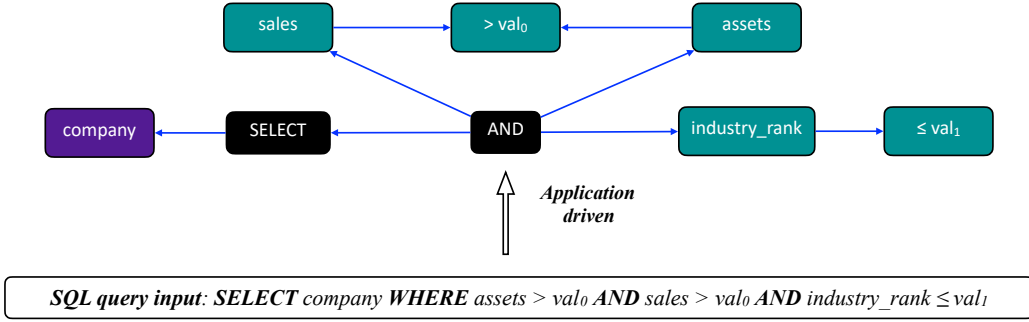 sales
> val₀
assets
company
SELECT
AND
industry_rank
≤ val₁
Application
driven
SQL query input: SELECT company WHERE assets > val₀ AND sales > val₀ AND industry_rank ≤ val₁